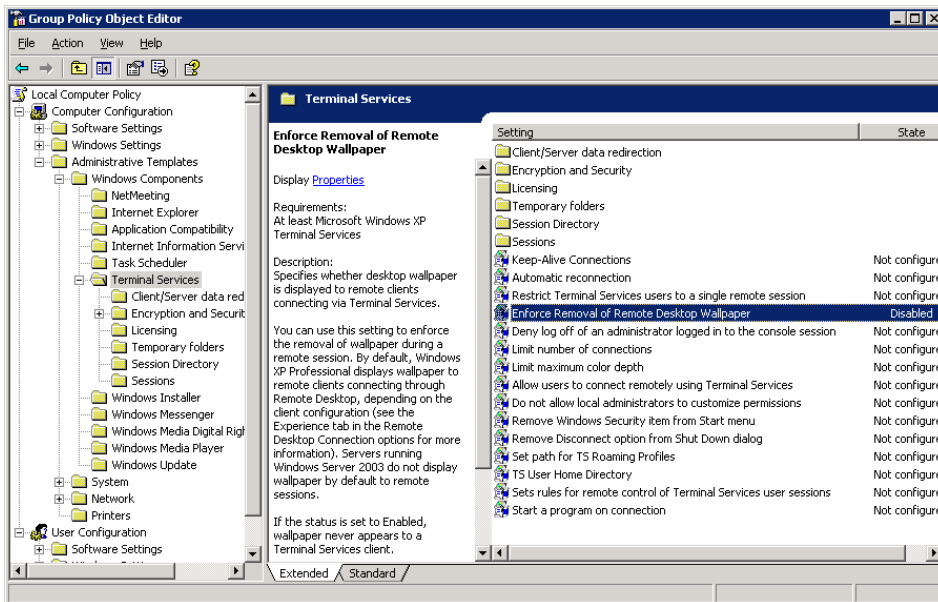 Group Policy Object Editor
File Action View Help
Local Computer Policy
Computer Configuration
Software Settings
Windows Settings
Administrative Templates
Windows Components
NetMeeting
Internet Explorer
Application Compatibility
Internet Information Servi
Task Scheduler
Terminal Services
Client/Server data red
Encryption and Securit
Licensing
Temporary folders
Session Directory
Sessions
Windows Installer
Windows Messenger
Windows Media Digital Righ
Windows Media Player
Windows Update
System
Network
Printers
User Configuration
Software Settings
Terminal Services
Enforce Removal of Remote
Desktop Wallpaper
Display Properties
Requirements:
At least Microsoft Windows XP
Terminal Services
Description:
Specifies whether desktop wallpaper
is displayed to remote clients
connecting via Terminal Services.
You can use this setting to enforce
the removal of wallpaper during a
remote session. By default, Windows
XP Professional displays wallpaper to
remote clients connecting through
Remote Desktop, depending on the
client configuration (see the
Experience tab in the Remote
Desktop Connection options for more
information). Servers running
Windows Server 2003 do not display
wallpaper by default to remote
sessions.
If the status is set to Enabled,
wallpaper never appears to a
Terminal Services client.
Setting State
Client/Server data redirection
Encryption and Security
Licensing
Temporary folders
Session Directory
Sessions
Keep-Alive Connections Not configure
Automatic reconnection Not configure
Restrict Terminal Services users to a single remote session Not configure
Enforce Removal of Remote Desktop Wallpaper Disabled
Deny log off of an administrator logged in to the console session Not configure
Limit number of connections Not configure
Limit maximum color depth Not configure
Allow users to connect remotely using Terminal Services Not configure
Do not allow local administrators to customize permissions Not configure
Remove Windows Security item from Start menu Not configure
Remove Disconnect option from Shut Down dialog Not configure
Set path for TS Roaming Profiles Not configure
TS User Home Directory Not configure
Sets rules for remote control of Terminal Services user sessions Not configure
Start a program on connection Not configure
Extended Standard